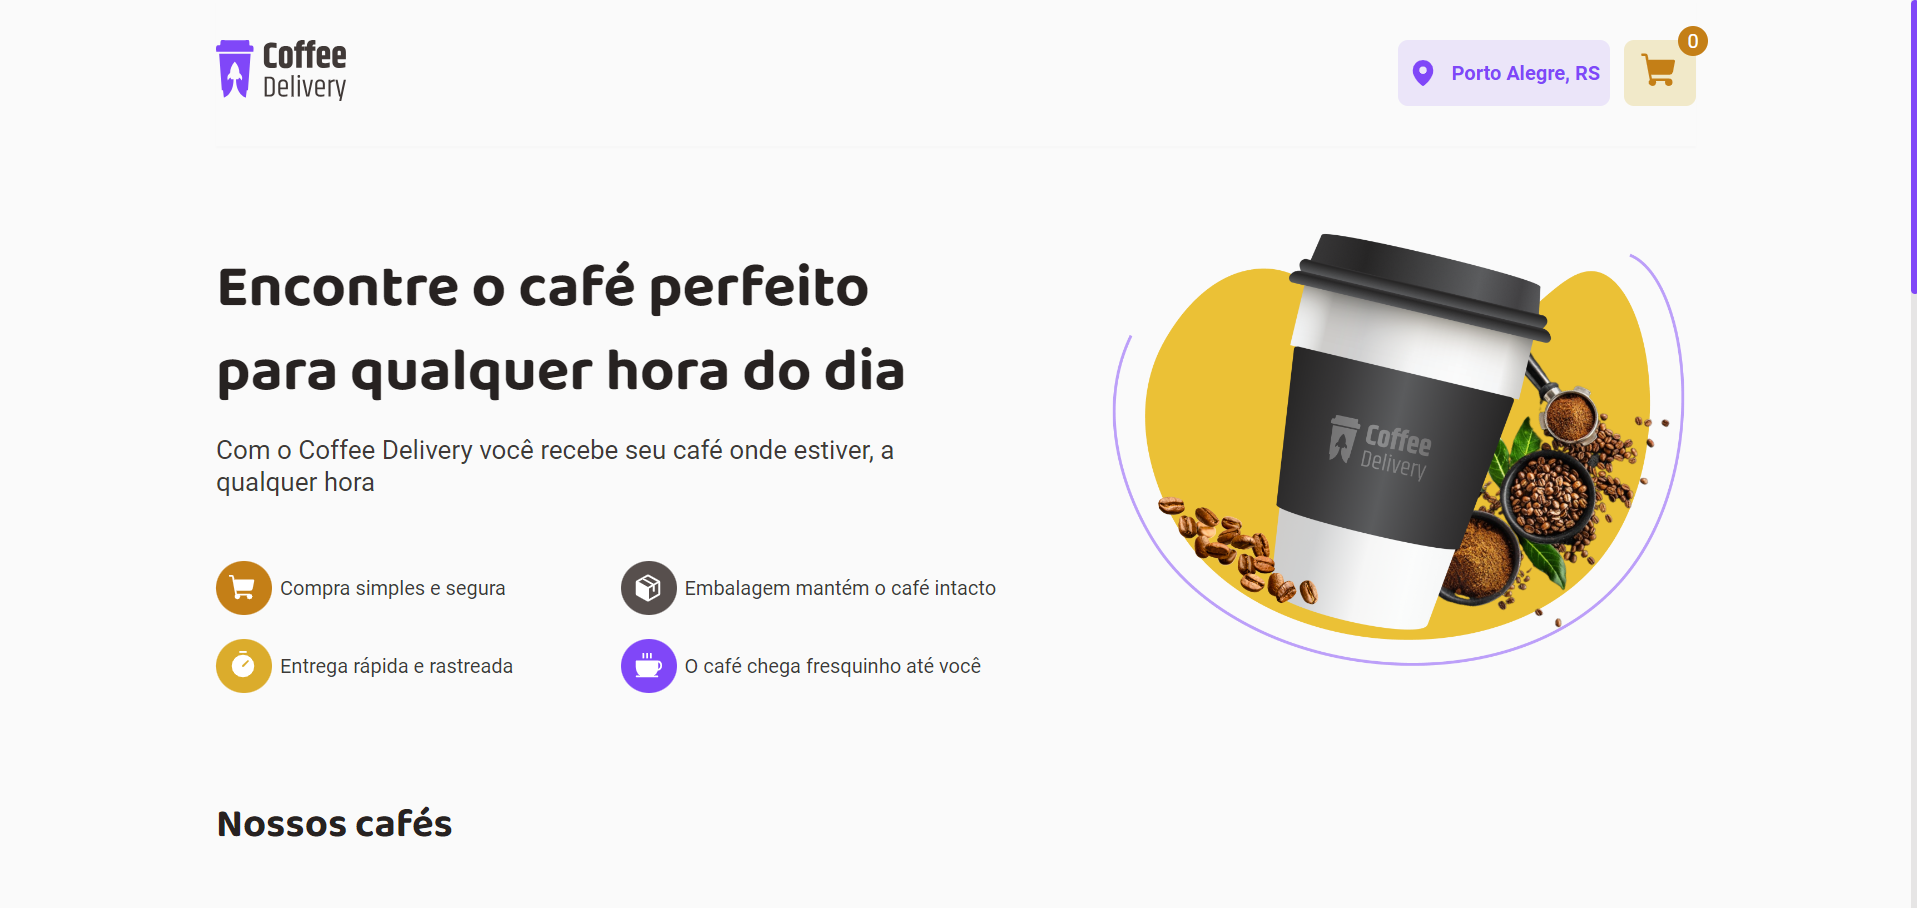 Coffee
Delivery
Porto Alegre, RS
0
Encontre o café perfeito
para qualquer hora do dia
Com o Coffee Delivery você recebe seu café onde estiver, a
qualquer hora
Coffee
Delivery
Compra simples e segura
Embalagem mantém o café intacto
Entrega rápida e rastreada
O café chega fresquinho até você
Nossos cafés